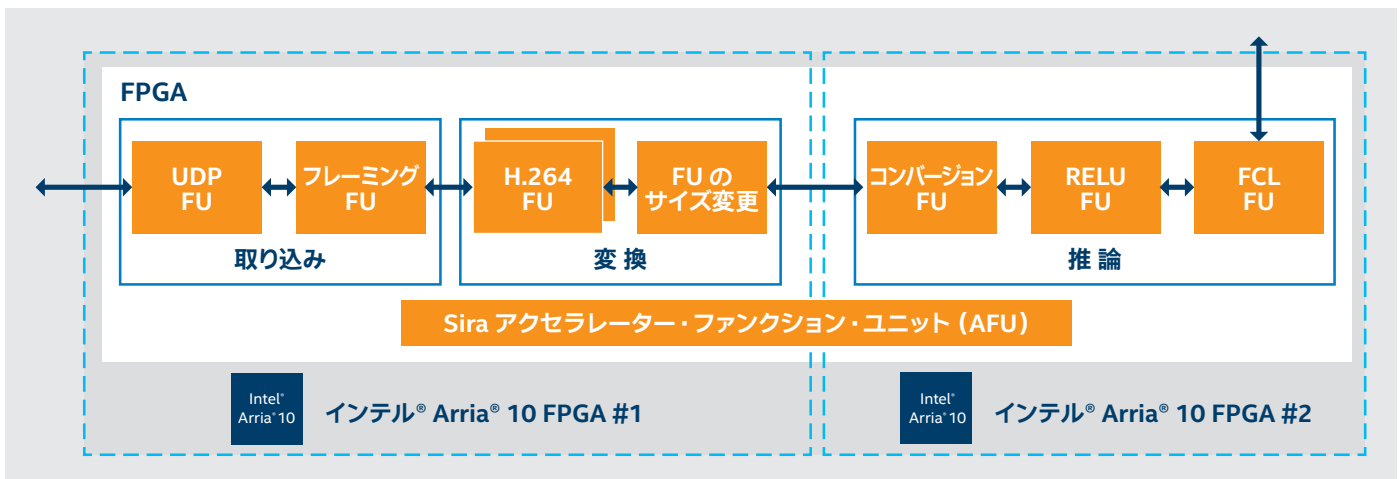 FPGA
UDP
FU
フレーミング
FU
H.264
FU
FU の
サイズ変更
コンバージョン
FU
RELU
FU
FCL
FU
取り込み
変 換
推 論
Sira アクセラレーター・ファンクション・ユニット (AFU)
Intel®
Arria® 10
インテル® Arria® 10 FPGA #1
Intel®
Arria® 10
インテル® Arria® 10 FPGA #2